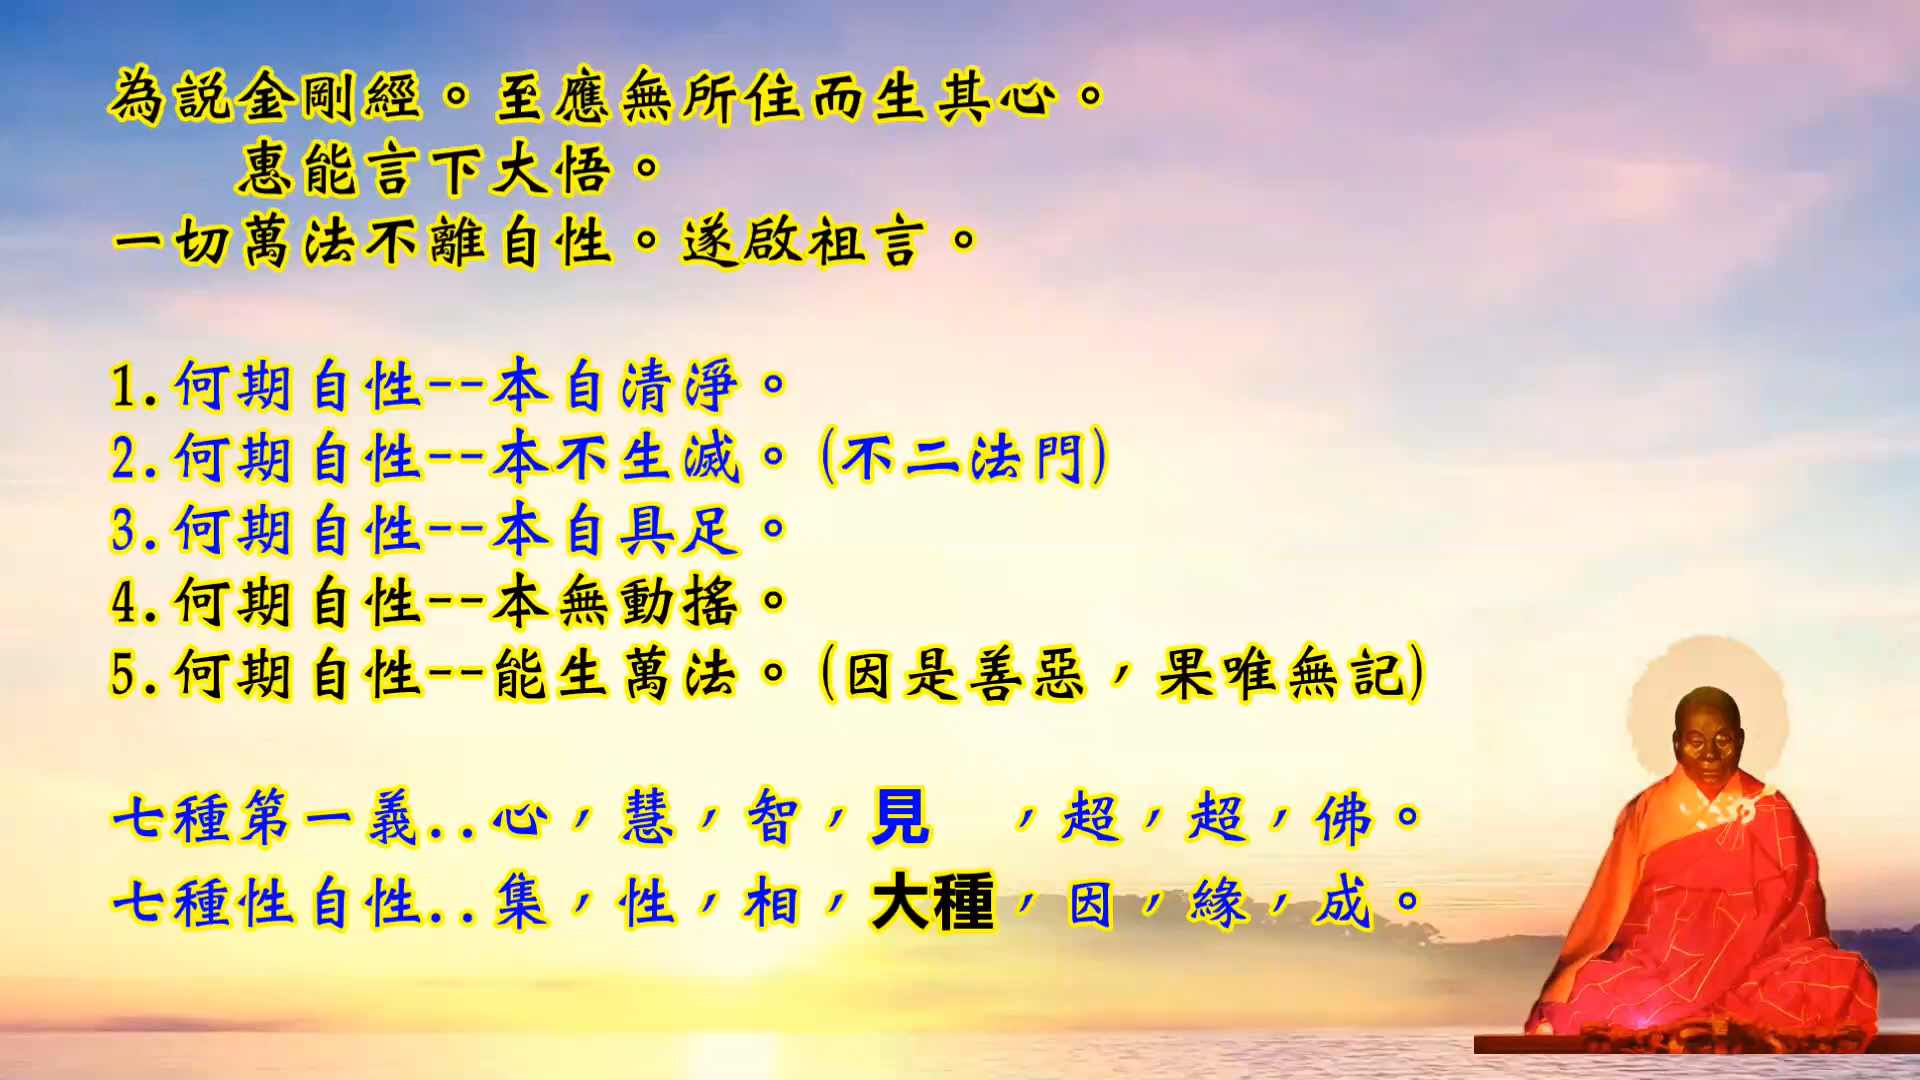 為說金剛經。至應無所住而生其心。
惠能言下大悟。
一切萬法不離自性。遂啟祖言。
1.何期自性--本自清淨。
2.何期自性--本不生滅。(不二法門)
3.何期自性--本自具足。
4.何期自性--本無動搖。
5.何期自性--能生萬法。(因是善惡，果唯無記)
七種第一義..心，慧，智，見　，超，超，佛。
七種性自性..集，性，相，大種，因，緣，成。